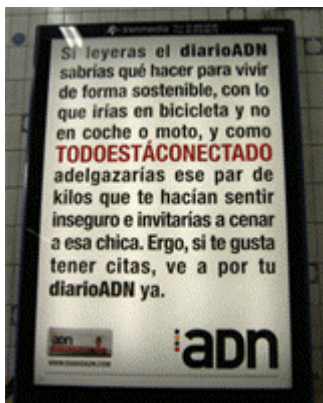 Si leyeras el diarioADN
sabrías qué hacer para vivir
de forma sostenible, con lo
que irías en bicicleta y no
en coche o moto, y como
TODOESTÁCONECTADO
adelgazarías ese par de
kilos que te hacían sentir
inseguro e invitarías a cenar
a esa chica. Ergo, si te gusta
tener citas, ve a por tu
diarioADN ya.
adn
adn